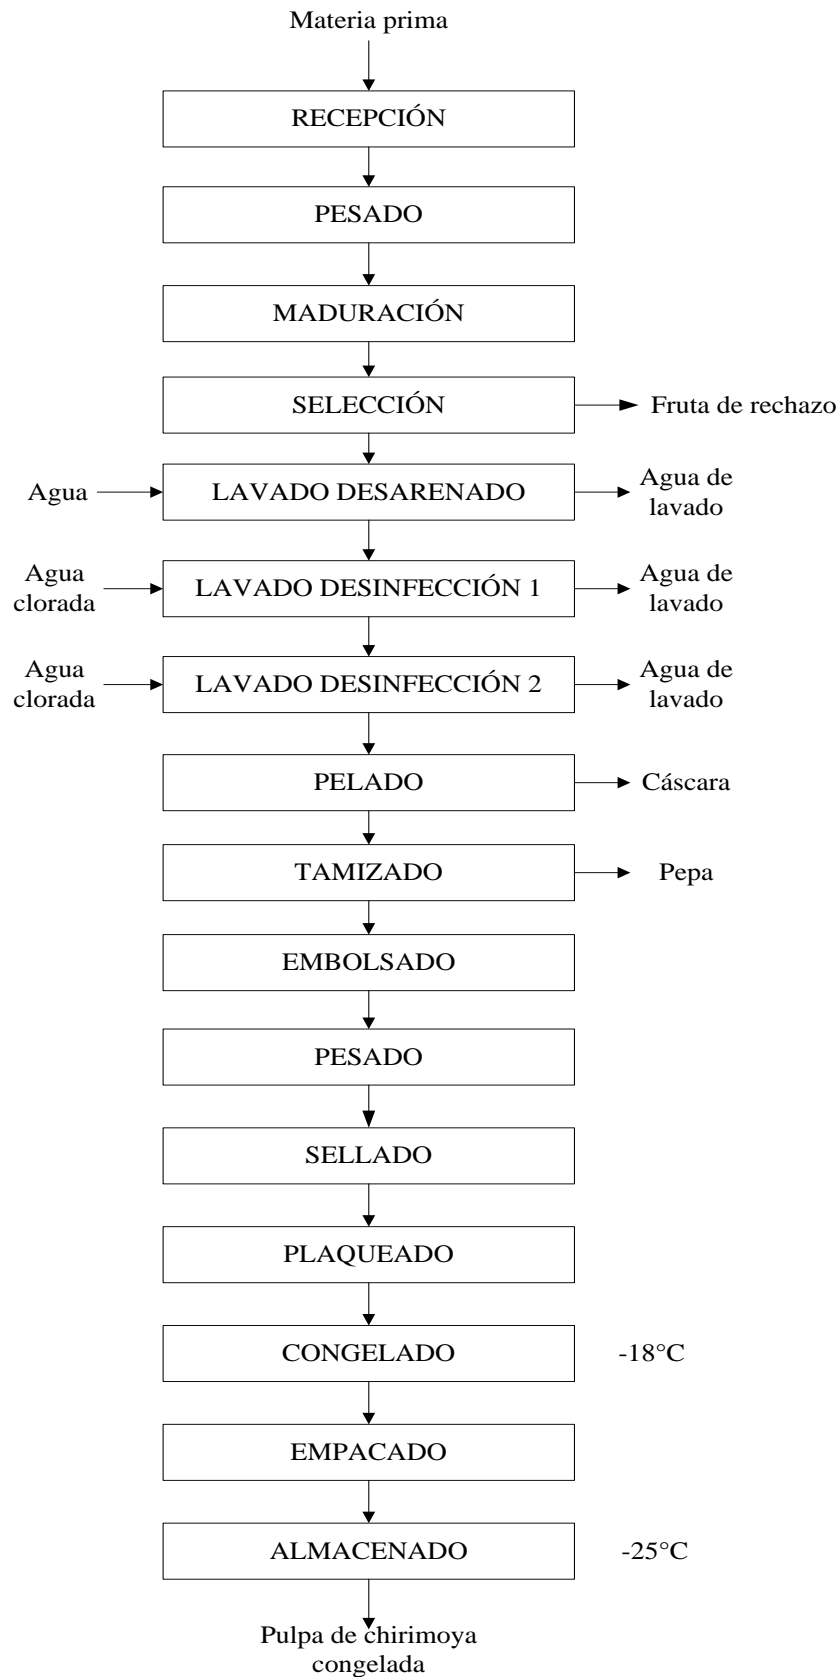 Materia prima
RECEPCIÓN
PESADO
MADURACIÓN
SELECCIÓN
Fruta de rechazo
Agua
LAVADO DESARENADO
Agua de
lavado
Agua
clorada
LAVADO DESINFECCIÓN 1
Agua de
lavado
Agua
clorada
LAVADO DESINFECCIÓN 2
Agua de
lavado
PELADO
Cáscara
TAMIZADO
Pepa
EMBOLSADO
PESADO
SELLADO
PLAQUEADO
CONGELADO
-18°C
EMPACADO
ALMACENADO
-25°C
Pulpa de chirimoya
congelada